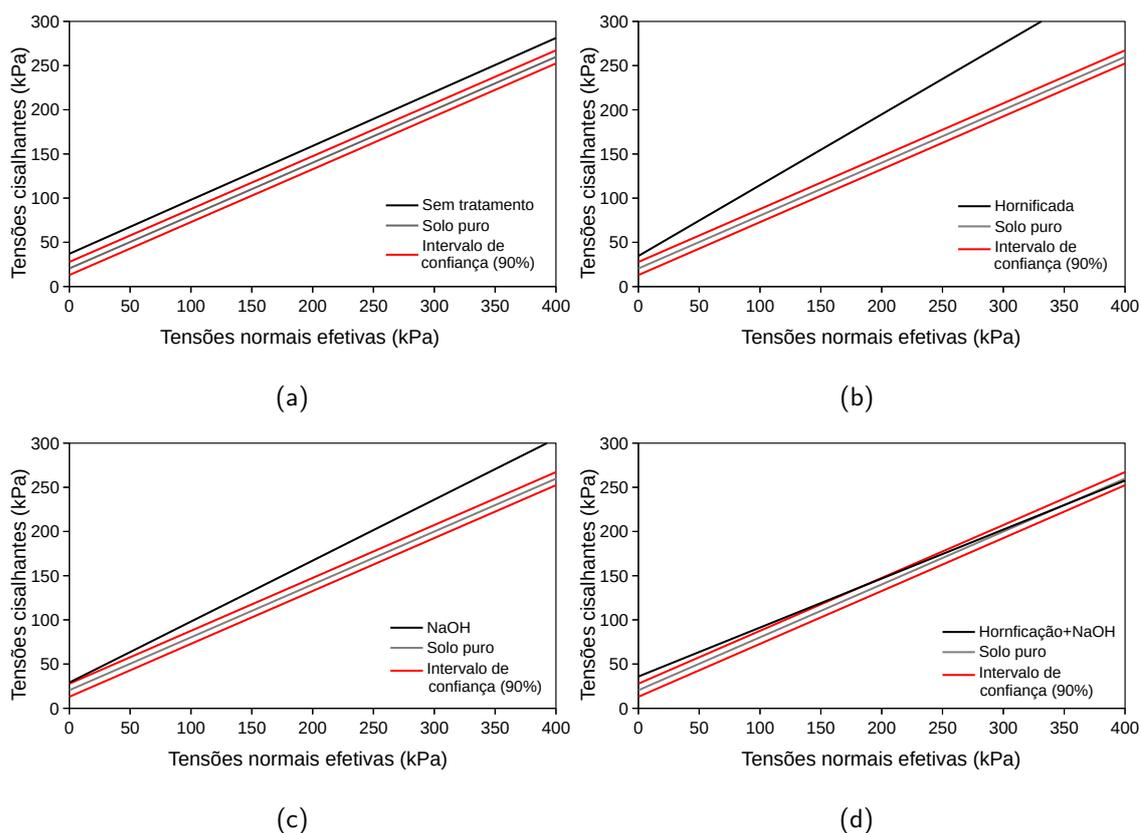 300
250
200
150
100
50
0
Tensões cisalhantes (kPa)
Sem tratamento
Solo puro
Intervalo de
confiança (90%)
0 50 100 150 200 250 300 350 400
Tensões normais efetivas (kPa)
(a)
300
250
200
150
100
50
0
Tensões cisalhantes (kPa)
Hornificada
Solo puro
Intervalo de
confiança (90%)
0 50 100 150 200 250 300 350 400
Tensões normais efetivas (kPa)
(b)
300
250
200
150
100
50
0
Tensões cisalhantes (kPa)
NaOH
Solo puro
Intervalo de
confiança (90%)
0 50 100 150 200 250 300 350 400
Tensões normais efetivas (kPa)
(c)
300
250
200
150
100
50
0
Tensões cisalhantes (kPa)
Hornficação+NaOH
Solo puro
Intervalo de
confiança (90%)
0 50 100 150 200 250 300 350 400
Tensões normais efetivas (kPa)
(d)